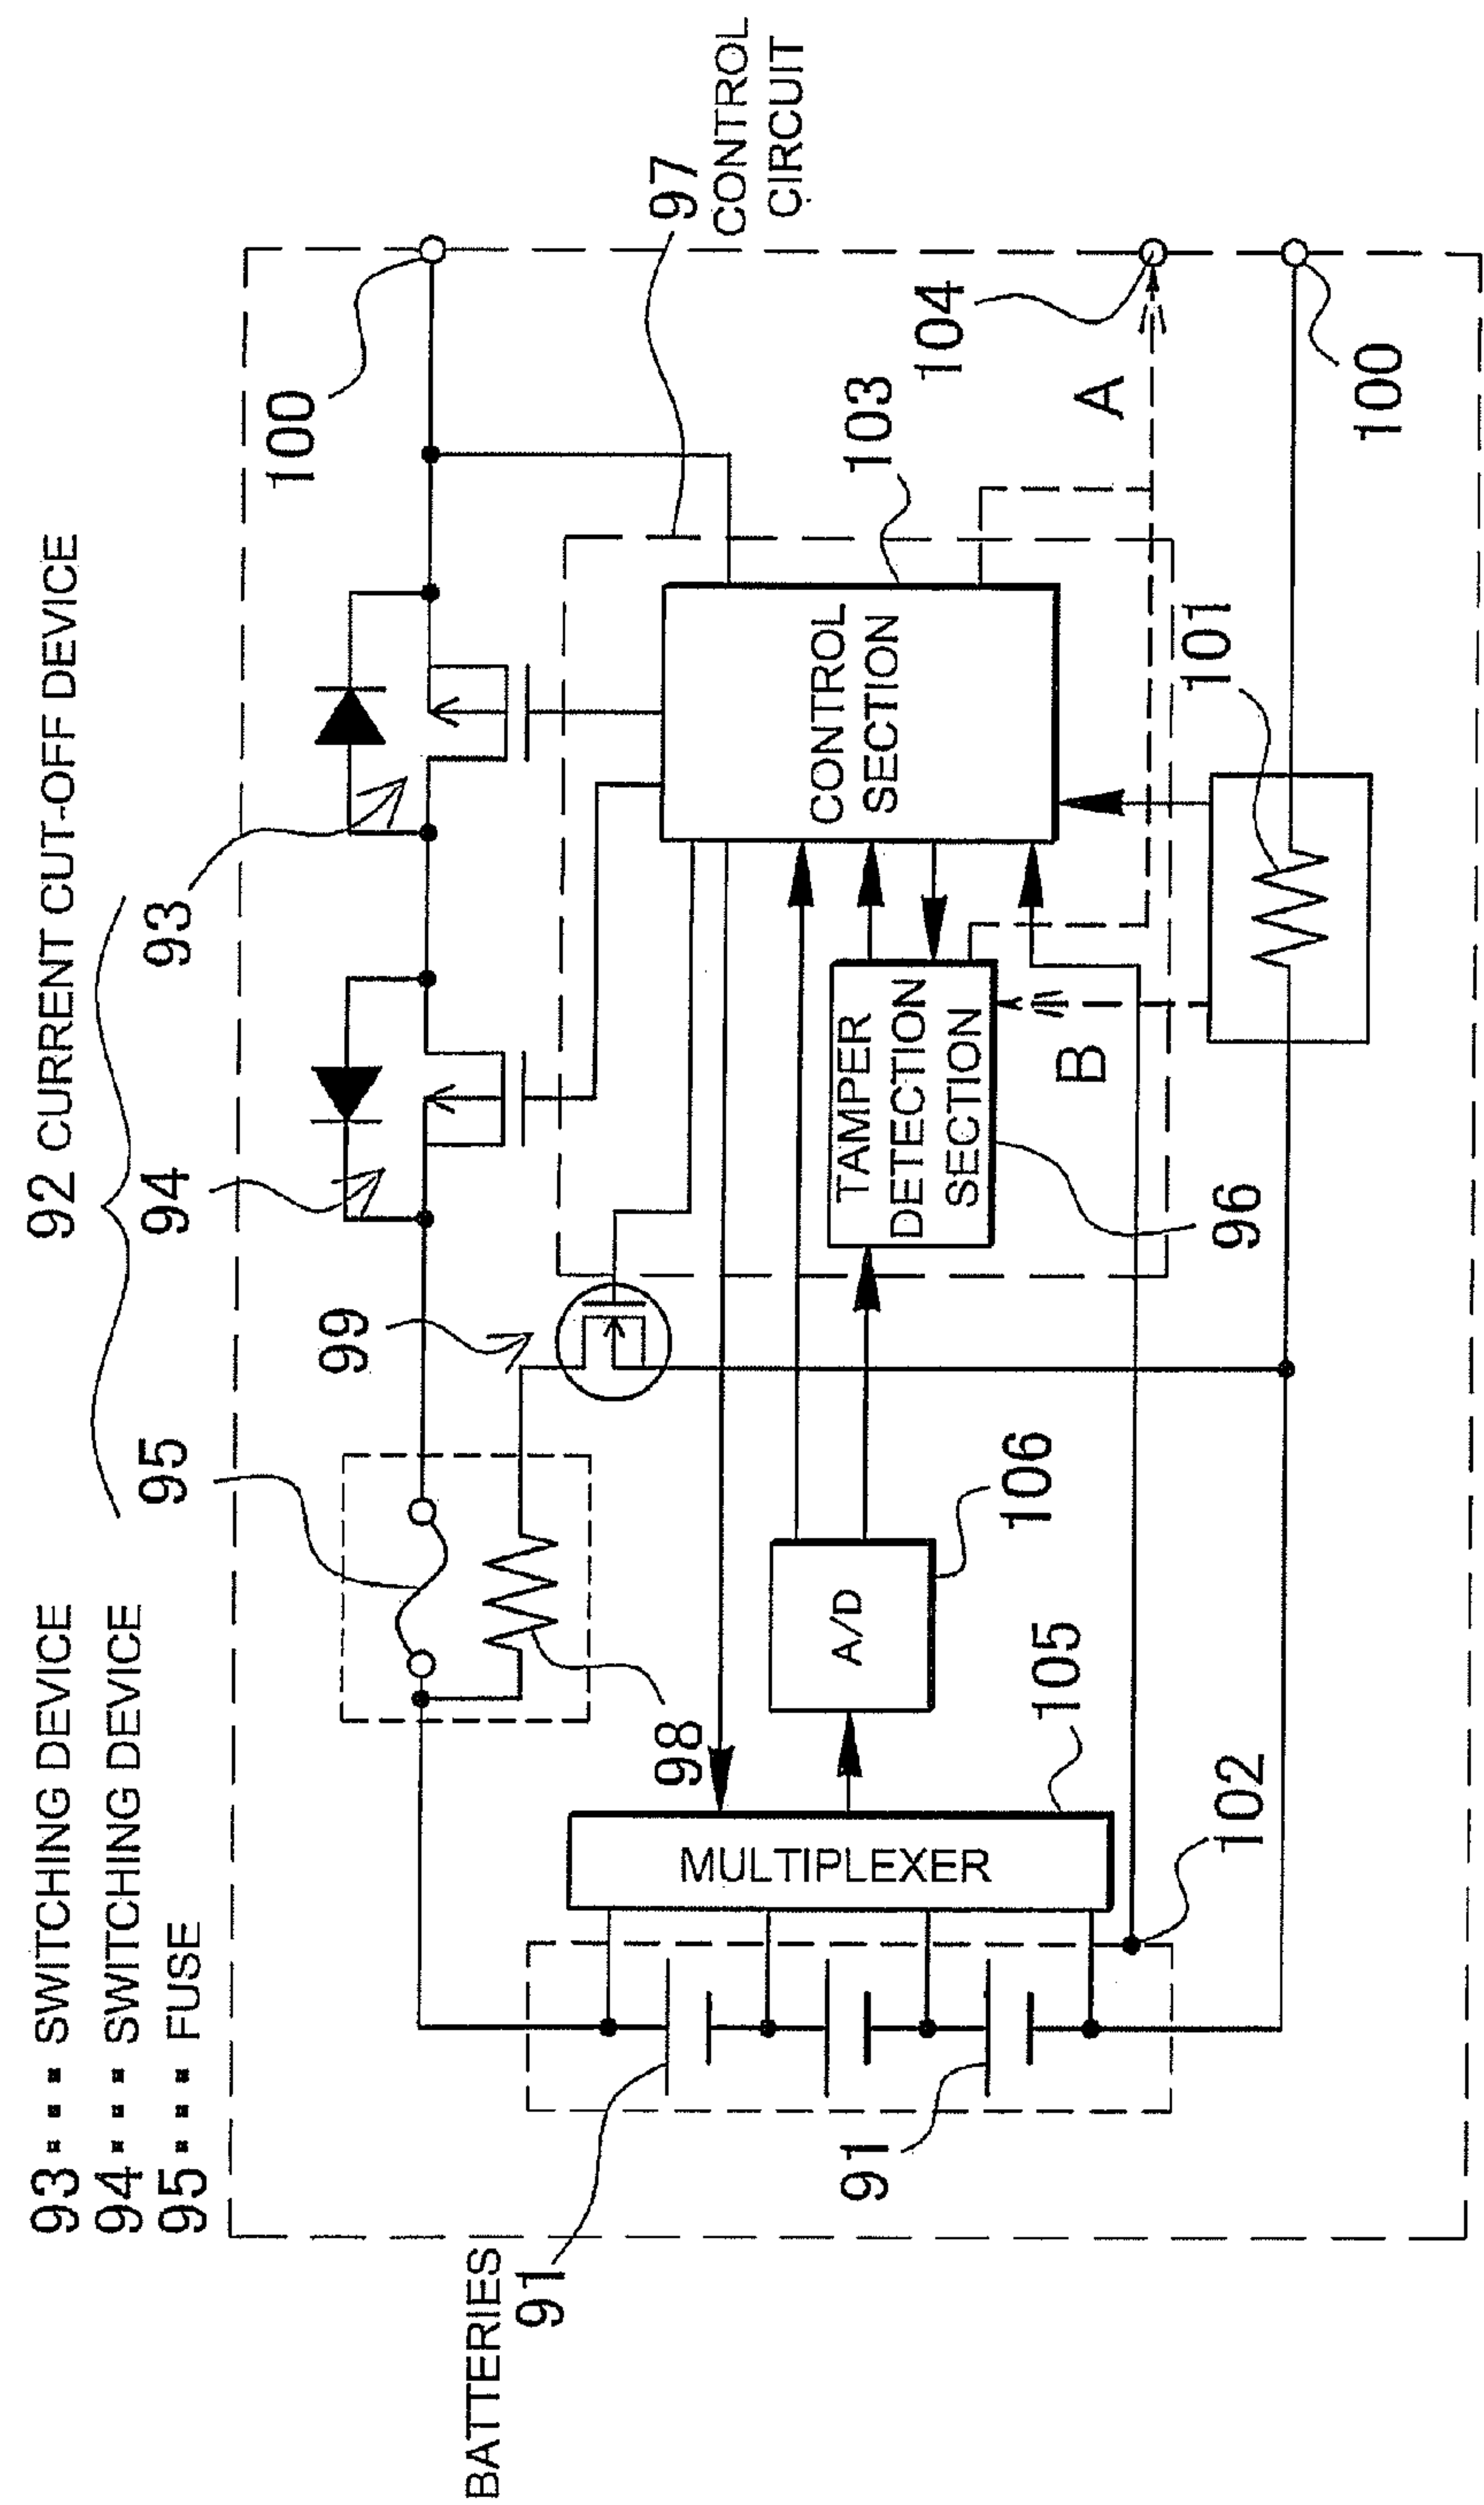 93 ••• SWITCHING DEVICE
94 ••• SWITCHING DEVICE
95 ••• FUSE
92 CURRENT CUT-OFF DEVICE
95
94
93
100
99
98
BATTERIES
91
91
MULTIPLEXER
105
A/D
106
TAMPER
DETECTION
SECTION
96
CONTROL
SECTION
103
97
CONTROL
CIRCUIT
104
A
B
101
102
100